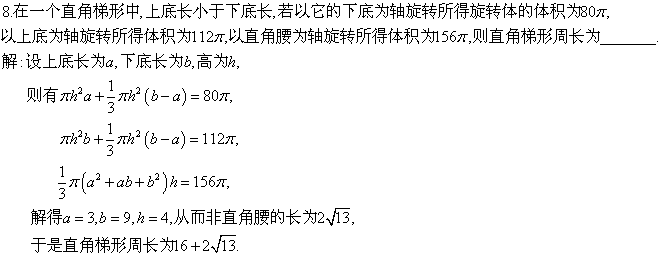 8.在一个直角梯形中,上底长小于下底长,若以它的下底为轴旋转所得旋转体的体积为80π,
以上底为轴旋转所得体积为112π,以直角腰为轴旋转所得体积为156π,则直角梯形周长为_______.
解:设上底长为a,下底长为b,高为h,
则有πh²a+1/3πh²(b−a)=80π,
πh²b+1/3πh²(b−a)=112π,
1/3π(a²+ab+b²)h=156π,
解得a=3,b=9,h=4,从而非直角腰的长为2√13,
于是直角梯形周长为16+2√13.